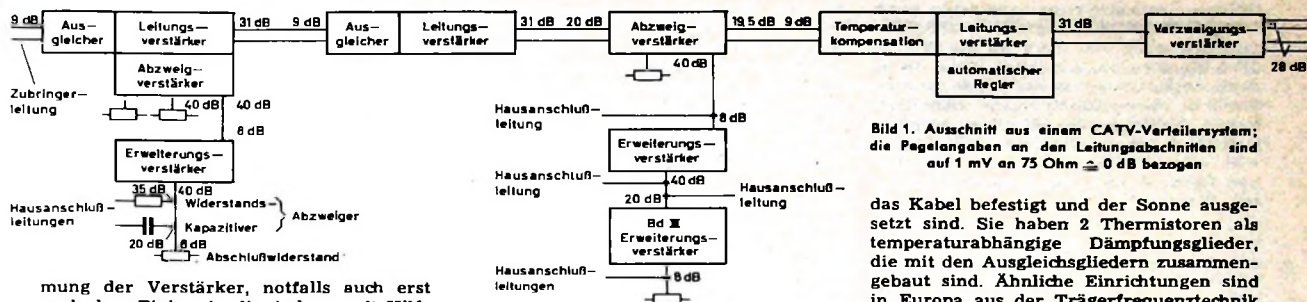 9 dB
Aus-
gleicher
Leitungs-
verstärker
31 dB
9 dB
Aus-
gleicher
Leitungs-
verstärker
31 dB
20 dB
Abzweig
verstärker
19,5 dB
9 dB
Temperatur-
kompensation
Leitungs-
verstärker
31 dB
Verzweigungs-
verstärker
28 dB
Zubringer-
leitung
Abzweig-
verstärker
40 dB
40 dB
8 dB
40 dB
automatischer
Regler
Hausanschluß-
leitung
8 dB
Erweiterungs-
verstärker
Erweiterungs-
verstärker
Hausanschluß-
leitung
40 dB
20 dB
Hausanschluß-
leitung
35 dB
40 dB
Widerstands-
Hausanschluß-
leitungen
Abzweiger
Kapazitiver
20 dB
8 dB
Abschlußwiderstand
Bd III
Erweiterungs-
verstärker
Hausanschluß-
leitungen
8 dB
Bild 1. Ausschnitt aus einem CATV-Verteilersystem;
die Pegelangaben an den Leitungsabschnitten sind
auf 1 mV an 75 Ohm ≙ 0 dB bezogen
mung der Verstärker, notfalls auch erst
das Kabel befestigt und der Sonne ausge-
setzt sind. Sie haben 2 Thermistoren als
temperaturabhängige Dämpfungsglieder,
die mit den Ausgleichsgliedern zusammen-
gebaut sind. Ähnliche Einrichtungen sind